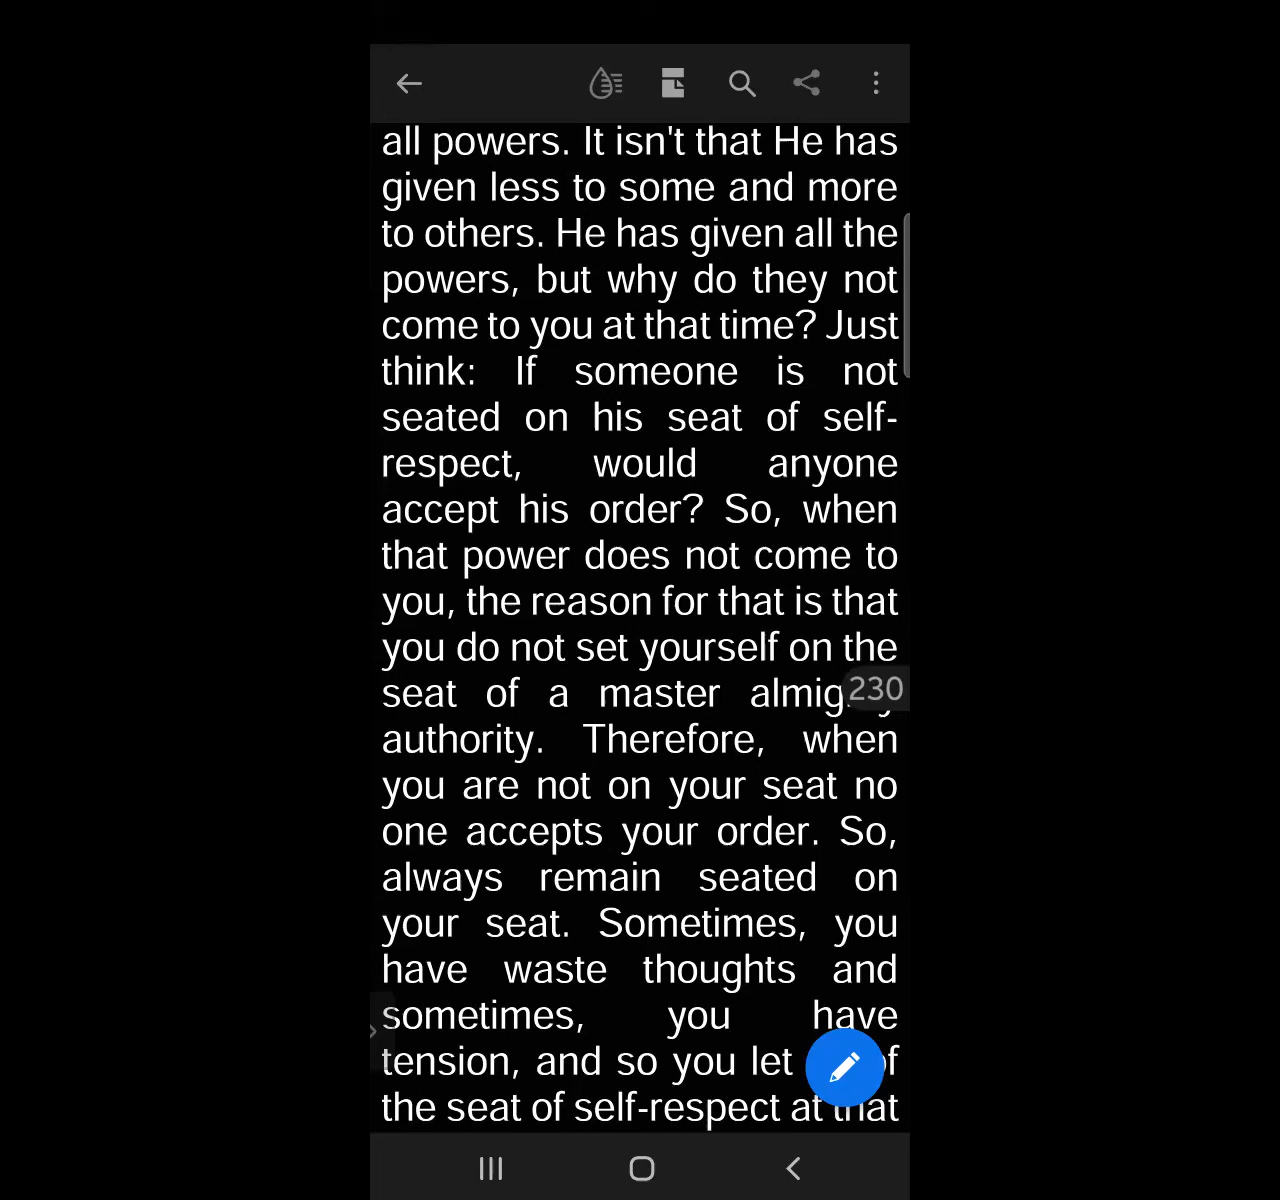 all powers. It isn't that He has
given less to some and more
to others. He has given all the
powers, but why do they not
come to you at that time? Just
think: If someone is not
seated on his seat of self-
respect, would anyone
accept his order? So, when
that power does not come to
you, the reason for that is that
you do not set yourself on the
seat of a master
230
authority. Therefore, when
you are not on your seat no
one accepts your order. So,
always remain seated on
your seat. Sometimes, you
have waste thoughts and
sometimes, you have
tension, and so you let
the seat of self-respect at that